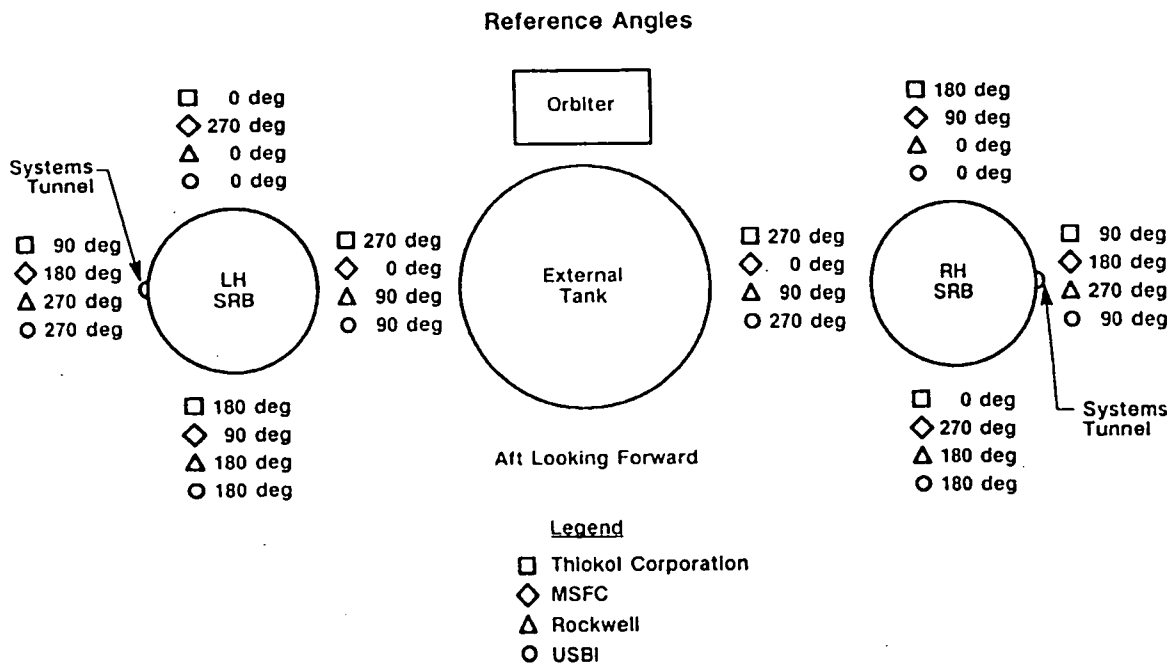 Reference Angles
Orbiter
0 deg
270 deg
0 deg
0 deg
180 deg
90 deg
0 deg
0 deg
Systems
Tunnel
90 deg
180 deg
270 deg
270 deg
LH
SRB
270 deg
0 deg
90 deg
90 deg
External
Tank
270 deg
0 deg
90 deg
270 deg
RH
SRB
90 deg
180 deg
270 deg
90 deg
180 deg
90 deg
180 deg
180 deg
Aft Looking Forward
0 deg
270 deg
180 deg
180 deg
Systems
Tunnel
Legend
Thiokol Corporation
MSFC
Rockwell
USBI